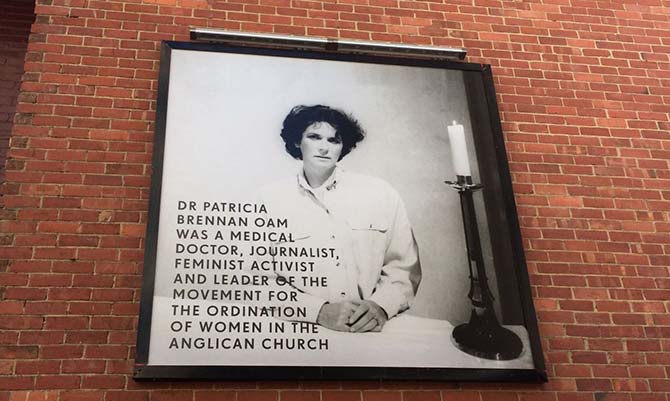 DR PATRICIA
BRENNAN OAM
WAS A MEDICAL
DOCTOR, JOURNALIST,
FEMINIST ACTIVIST
AND LEADER OF THE
MOVEMENT FOR
THE ORDINATION
OF WOMEN IN THE
ANGLICAN CHURCH